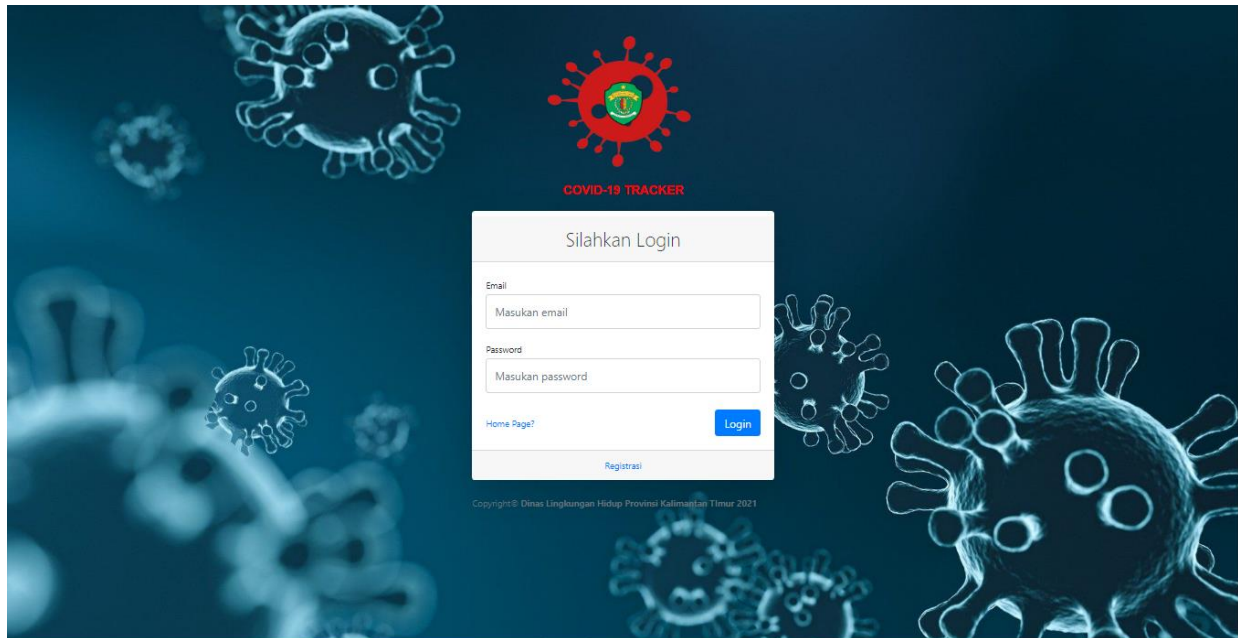 COVID-19 TRACKER
Silahkan Login
Email
Masukan email
Password
Masukan password
Home Page?
Login
Registrasi
Copyright© Dinas Lingkungan Hidup Provinsi Kalimantan TImur 2021